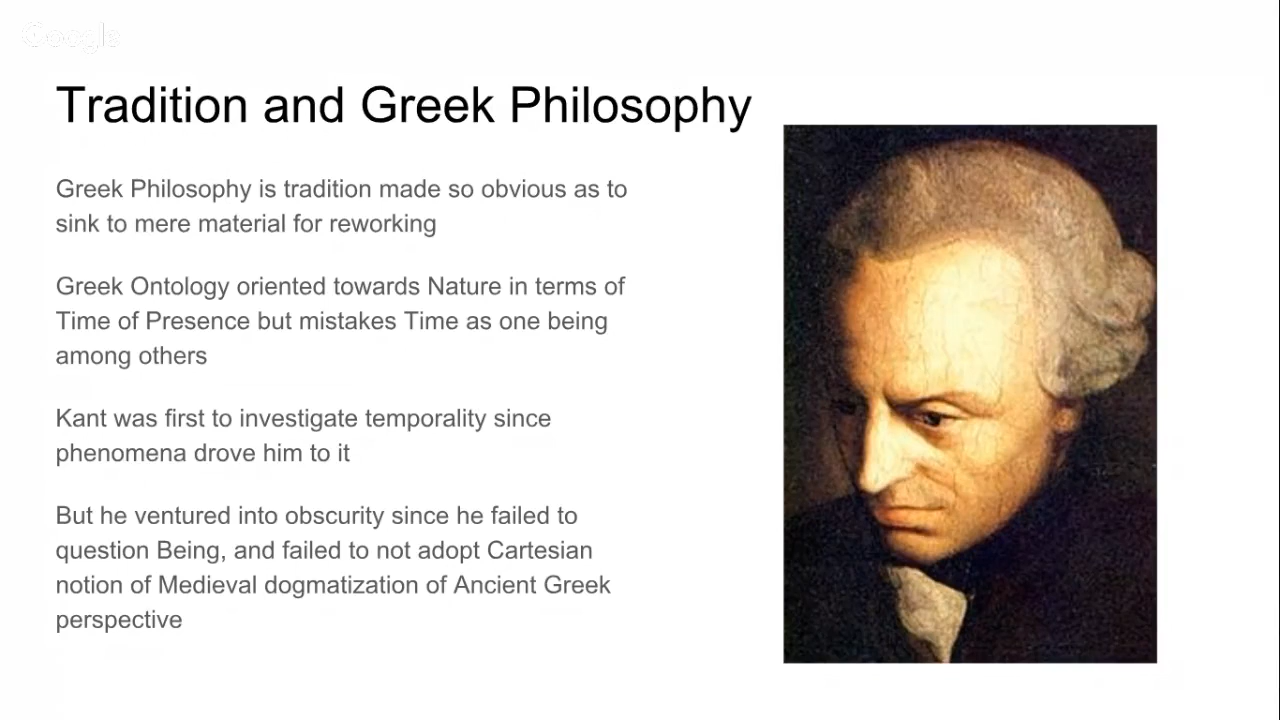 Google
Tradition and Greek Philosophy
Greek Philosophy is tradition made so obvious as to
sink to mere material for reworking
Greek Ontology oriented towards Nature in terms of
Time of Presence but mistakes Time as one being
among others
Kant was first to investigate temporality since
phenomena drove him to it
But he ventured into obscurity since he failed to
question Being, and failed to not adopt Cartesian
notion of Medieval dogmatization of Ancient Greek
perspective